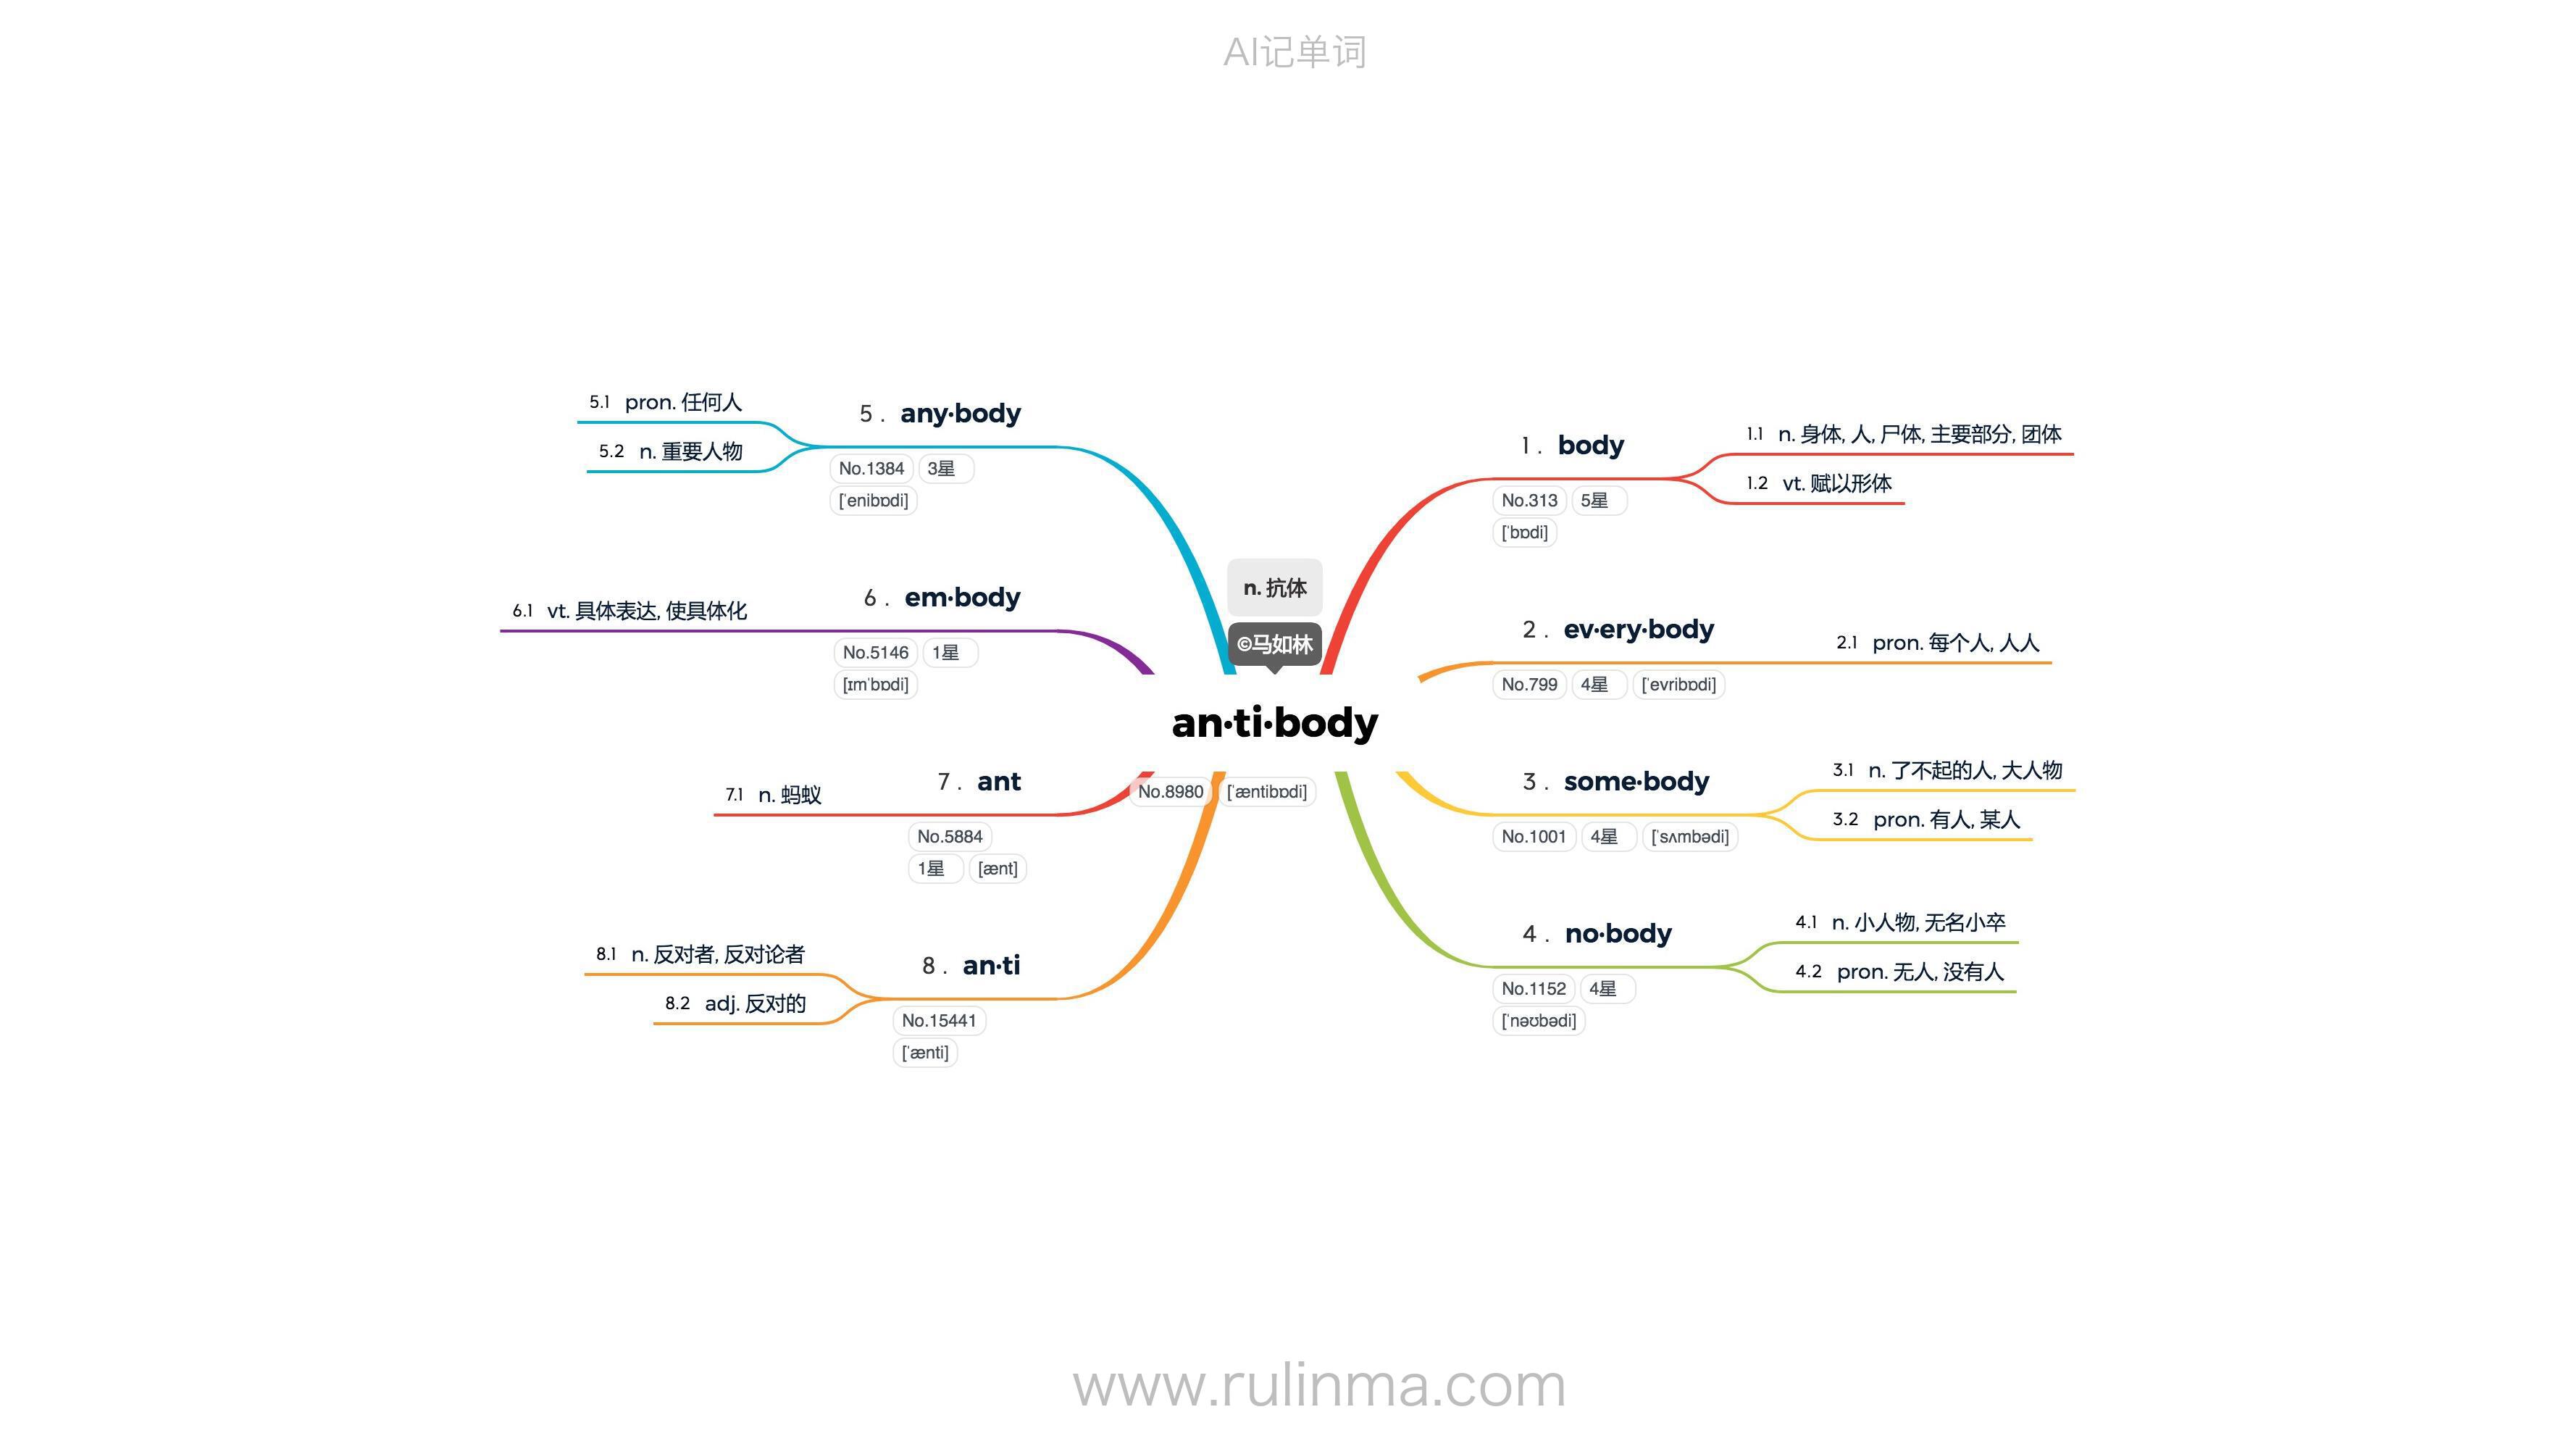 AI记单词
n. 抗体
©马如林
an·ti·body
No.8980 [ˈæntibɒdi]
1 . body
No.313 5星
[ˈbɒdi]
1.1 n. 身体, 人, 尸体, 主要部分, 团体
1.2 vt. 赋以形体
2 . ev·ery·body
No.799 4星 [ˈevribɒdi]
2.1 pron. 每个人, 人人
3 . some·body
No.1001 4星 [ˈsʌmbədi]
3.1 n. 了不起的人, 大人物
3.2 pron. 有人, 某人
4 . no·body
No.1152 4星
[ˈnəʊbədi]
4.1 n. 小人物, 无名小卒
4.2 pron. 无人, 没有人
5 . any·body
No.1384 3星
[ˈenibɒdi]
5.1 pron. 任何人
5.2 n. 重要人物
6 . em·body
No.5146 1星
[ɪmˈbɒdi]
6.1 vt. 具体表达, 使具体化
7 . ant
No.5884
1星 [ænt]
7.1 n. 蚂蚁
8 . an·ti
No.15441
[ˈænti]
8.1 n. 反对者, 反对论者
8.2 adj. 反对的
www.rulinma.com